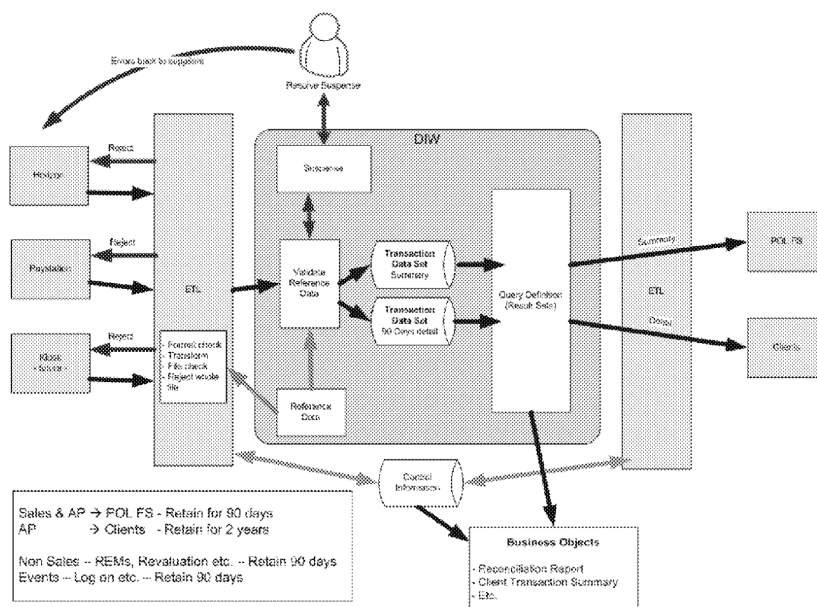 Errors back to suppliers
Resolve Suspense
DIW
Reject
Horizon
Suspense
Reject
Paystation
ETL
Validate
Reference
Data
Transaction
Data Set
Summary
Transaction
Data Set
90 Days detail
Query Definition
(Result Sets)
Summary
POL FS
ETL
Detail
Clients
Reject
Kiosk
- future -
- Format check
- Transform
- File check
- Reject whole
file
Reference
Data
Control
Information
Sales & AP → POL FS - Retain for 90 days
AP → Clients - Retain for 2 years
Non Sales – REMs, Revaluation etc. – Retain 90 days
Events – Log on etc. – Retain 90 days
Business Objects
- Reconciliation Report
- Client Transaction Summary
- Etc.